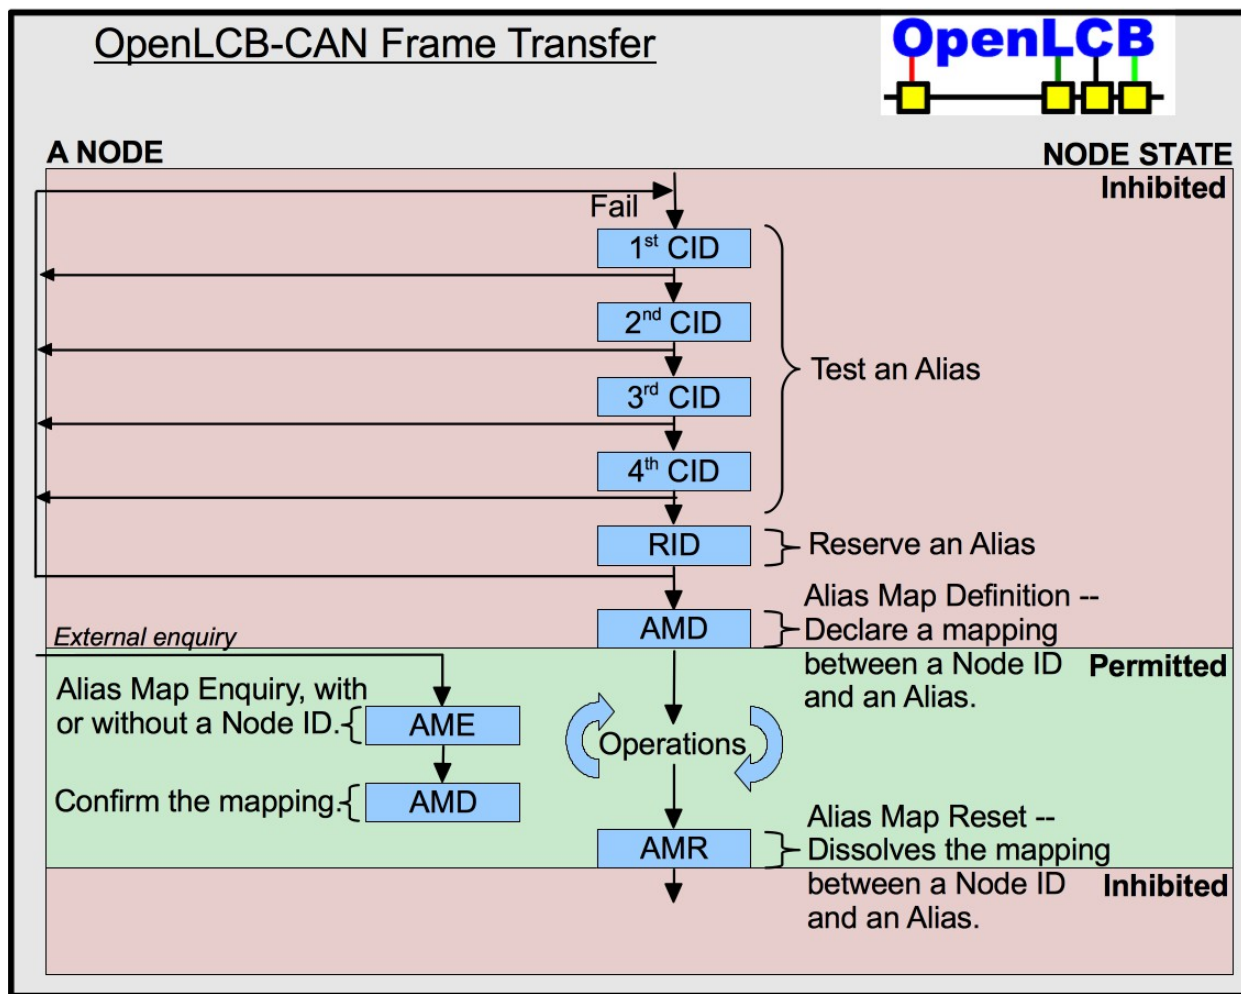 OpenLCB-CAN Frame Transfer
OpenLCB
A NODE
NODE STATE
Inhibited
Fail
1st CID
2nd CID
3rd CID
4th CID
Test an Alias
RID
Reserve an Alias
AMD
Alias Map Definition --
Declare a mapping
between a Node ID
and an Alias.
External enquiry
Permitted
Alias Map Enquiry, with
or without a Node ID.
AME
Operations
Confirm the mapping.
AMD
AMR
Alias Map Reset --
Dissolves the mapping
between a Node ID
and an Alias.
Inhibited